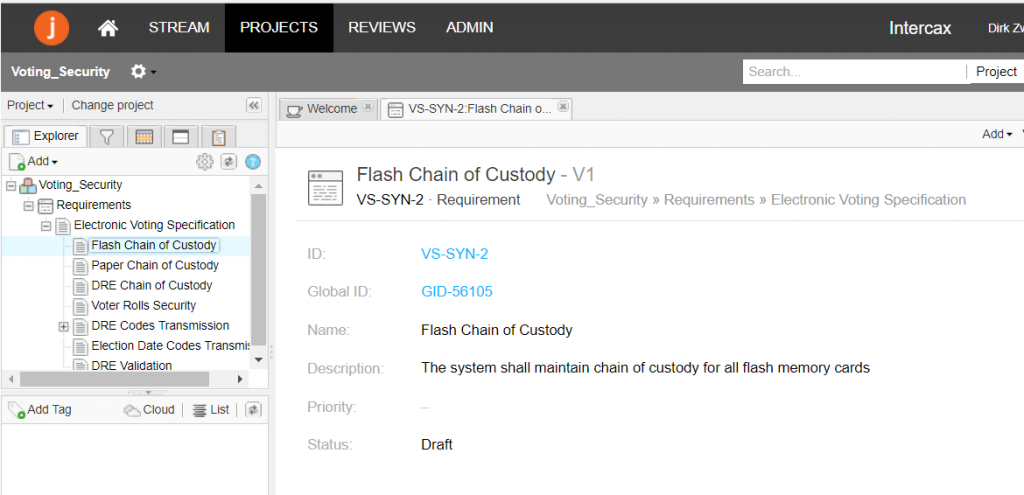 j STREAM PROJECTS REVIEWS ADMIN Intercax Dirk
Voting_Security Search... Project
Project Change project
Welcome VS-SYN-2:Flash Chain o...
Explorer
Add
Add
Flash Chain of Custody - V1
VS-SYN-2 · Requirement Voting_Security » Requirements » Electronic Voting Specification
Voting_Security
Requirements
Electronic Voting Specification
Flash Chain of Custody
Paper Chain of Custody
DRE Chain of Custody
Voter Rolls Security
DRE Codes Transmission
Election Date Codes
DRE Validation
ID: VS-SYN-2
Global ID: GID-56105
Name: Flash Chain of Custody
Description: The system shall maintain chain of custody for all flash memory cards
Priority: –
Status: Draft
Add Tag Cloud List